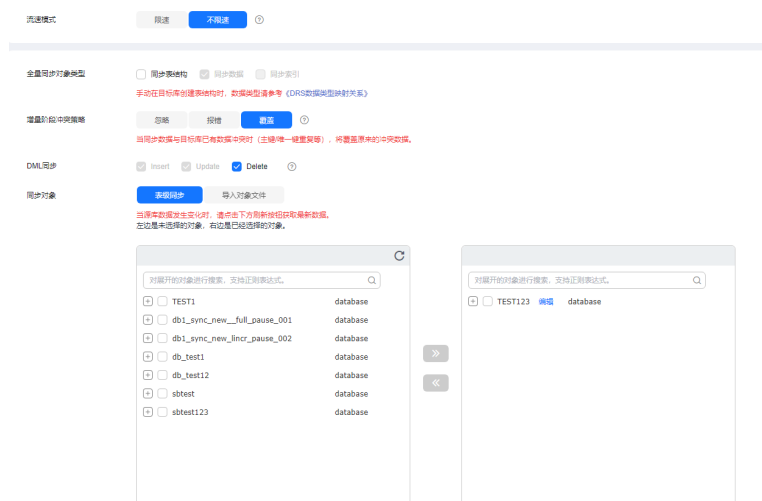 流速模式 限速 不限速
全量同步对象类型 同步表结构 同步数据 同步索引
手动在目标库创建表结构时，数据类型请参考《DRS数据类型映射关系》
增量阶段冲突策略 忽略 报错 覆盖
当同步数据与目标库已有数据冲突时（主键/唯一键重复等），将覆盖原来的冲突数据。
DML同步 Insert Update Delete
同步对象 表级同步 导入对象文件
当源库数据发生变化时，请点击下方刷新按钮获取最新数据。
左边是未选择的对象，右边是已经选择的对象。
对展开的对象进行搜索，支持正则表达式。 对展开的对象进行搜索，支持正则表达式。
TEST1 database TEST123 编辑 database
db1_sync_new__full_pause_001 database
db1_sync_new_lincr_pause_002 database
db_test1 database
db_test12 database
sbtest database
sbtest123 database